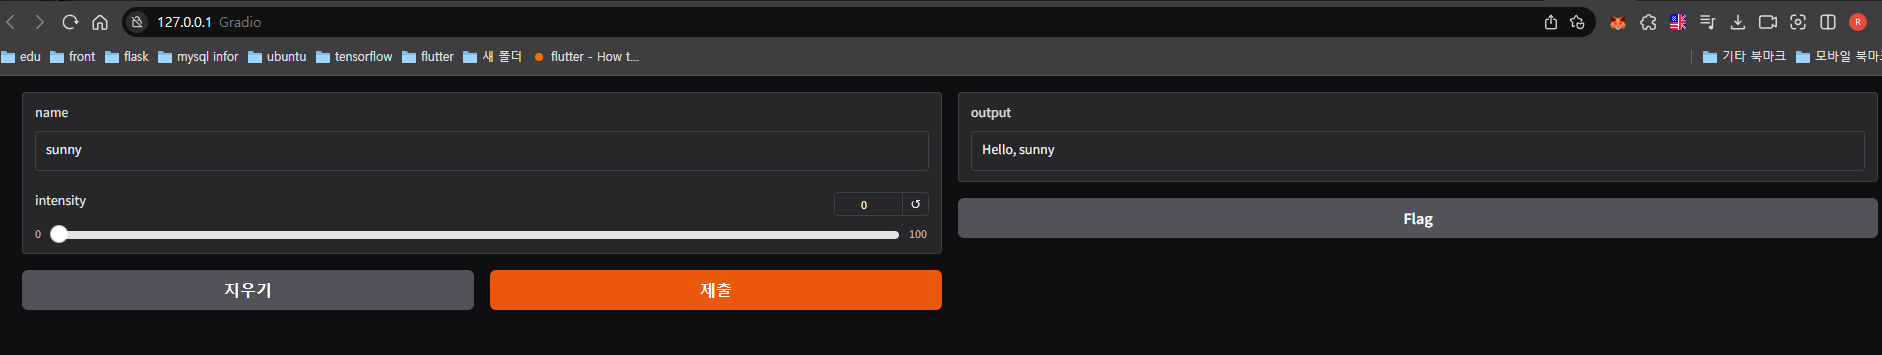 127.0.0.1 Gradio
edu front flask mysql infor ubuntu tensorflow flutter 새 폴더 flutter - How t... 기타 북마크 모바일 북마
name
sunny
intensity
0
0 100
지우기 제출
output
Hello, sunny
Flag
R